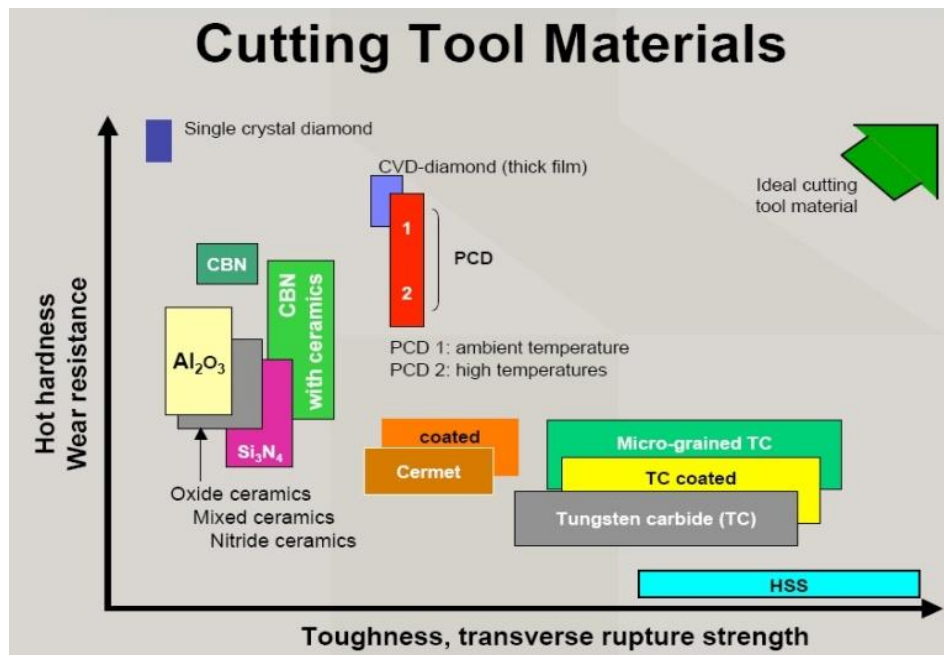 Cutting Tool Materials
Single crystal diamond
CVD-diamond (thick film)
Ideal cutting
tool material
1
PCD
2
CBN
CBN
with ceramics
Al₂O₃
Si₃N₄
PCD 1: ambient temperature
PCD 2: high temperatures
Hot hardness
Wear resistance
coated
Cermet
Micro-grained TC
TC coated
Tungsten carbide (TC)
Oxide ceramics
Mixed ceramics
Nitride ceramics
HSS
Toughness, transverse rupture strength